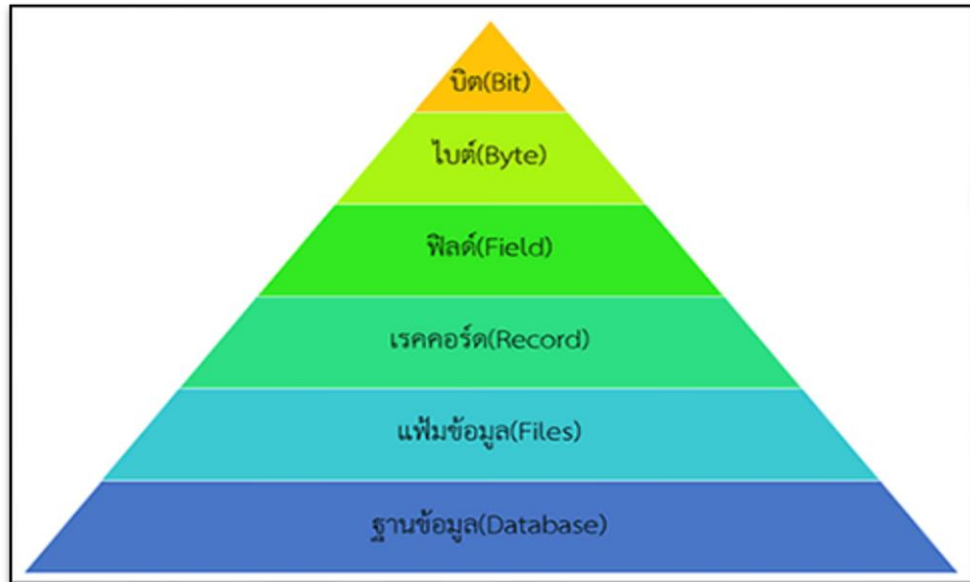 บิต(Bit)
ไบต์(Byte)
ฟิลด์(Field)
เรคคอร์ด(Record)
แฟ้มข้อมูล(Files)
ฐานข้อมูล(Database)